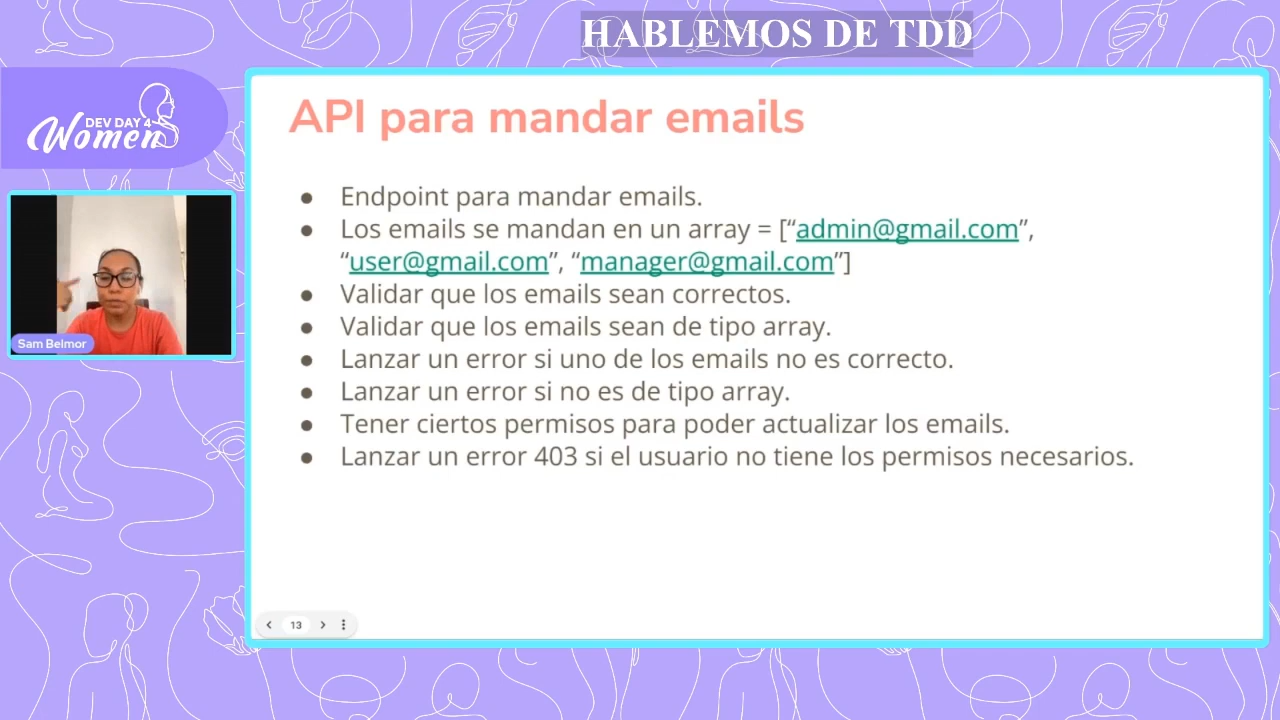 HABLEMOS DE TDD
DEV DAY 4
Women
Sam Belmor
API para mandar emails
● Endpoint para mandar emails.
● Los emails se mandan en un array = [“admin@gmail.com”,
“user@gmail.com”, “manager@gmail.com”]
● Validar que los emails sean correctos.
● Validar que los emails sean de tipo array.
● Lanzar un error si uno de los emails no es correcto.
● Lanzar un error si no es de tipo array.
● Tener ciertos permisos para poder actualizar los emails.
● Lanzar un error 403 si el usuario no tiene los permisos necesarios.
13